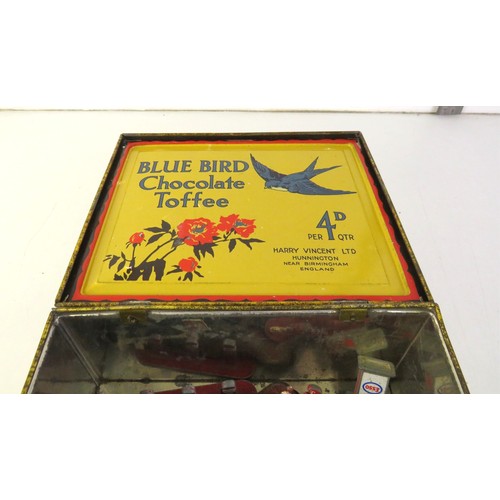 BLUE BIRD
Chocolate
Toffee
4D
PER QTR
HARRY VINCENT LTD
HUNNINGTON
NEAR BIRMINGHAM
ENGLAND
ESSO